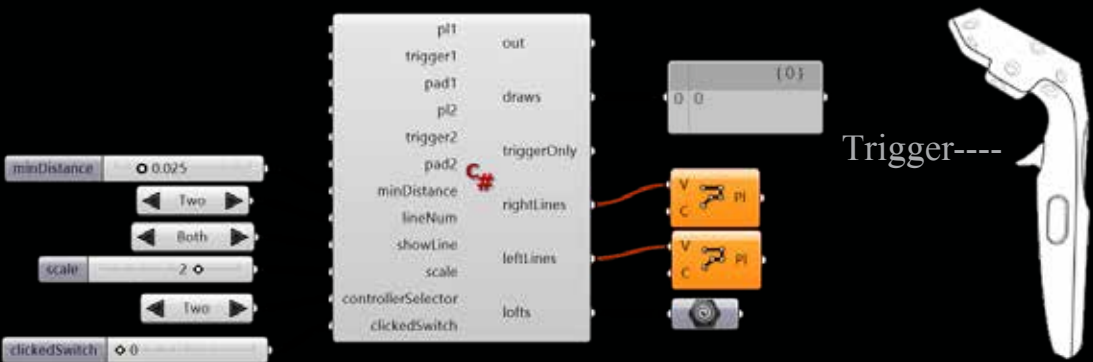 pl1
trigger1
pad1
pl2
trigger2
pad2
minDistance
lineNum
showLine
scale
controllerSelector
clickedSwitch
C#
out
draws
triggerOnly
rightLines
leftLines
lofts
minDistance 0.025
Two
Both
scale 2
Two
clickedSwitch 0
{0}
0 0
V
C
Pl
V
C
Pl
Trigger----